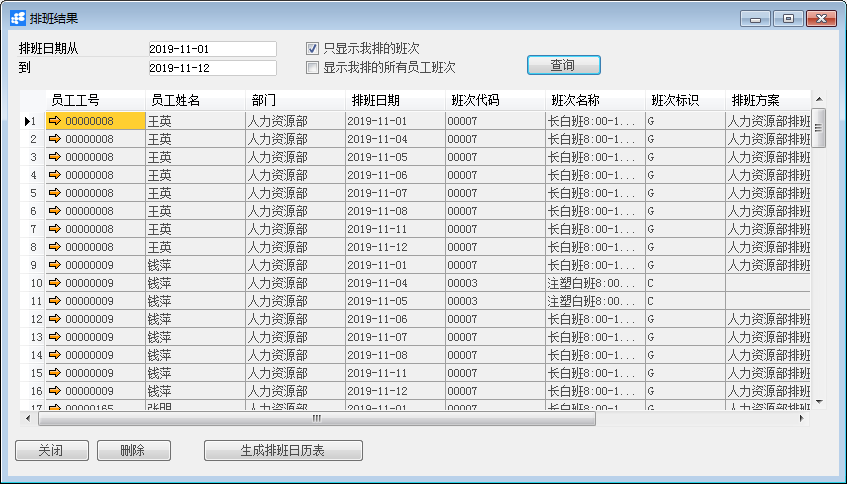 排班结果
排班日期从 2019-11-01 只显示我排的班次
到 2019-11-12 显示我排的所有员工班次 查询
员工工号 员工姓名 部门 排班日期 班次代码 班次名称 班次标识 排班方案
1 00000008 王英 人力资源部 2019-11-01 00007 长白班8:00-1... G 人力资源部排班
2 00000008 王英 人力资源部 2019-11-04 00007 长白班8:00-1... G 人力资源部排班
3 00000008 王英 人力资源部 2019-11-05 00007 长白班8:00-1... G 人力资源部排班
4 00000008 王英 人力资源部 2019-11-06 00007 长白班8:00-1... G 人力资源部排班
5 00000008 王英 人力资源部 2019-11-07 00007 长白班8:00-1... G 人力资源部排班
6 00000008 王英 人力资源部 2019-11-08 00007 长白班8:00-1... G 人力资源部排班
7 00000008 王英 人力资源部 2019-11-11 00007 长白班8:00-1... G 人力资源部排班
8 00000008 王英 人力资源部 2019-11-12 00007 长白班8:00-1... G 人力资源部排班
9 00000009 钱萍 人力资源部 2019-11-01 00007 长白班8:00-1... G 人力资源部排班
10 00000009 钱萍 人力资源部 2019-11-04 00003 注塑白班8:00... C
11 00000009 钱萍 人力资源部 2019-11-05 00003 注塑白班8:00... C
12 00000009 钱萍 人力资源部 2019-11-06 00007 长白班8:00-1... G 人力资源部排班
13 00000009 钱萍 人力资源部 2019-11-07 00007 长白班8:00-1... G 人力资源部排班
14 00000009 钱萍 人力资源部 2019-11-08 00007 长白班8:00-1... G 人力资源部排班
15 00000009 钱萍 人力资源部 2019-11-11 00007 长白班8:00-1... G 人力资源部排班
16 00000009 钱萍 人力资源部 2019-11-12 00007 长白班8:00-1... G 人力资源部排班
17 00000165 张明 人力资源部 2019-11-01 00007 长白班8:00-1... G 人力资源部排班
关闭 删除 生成排班日历表